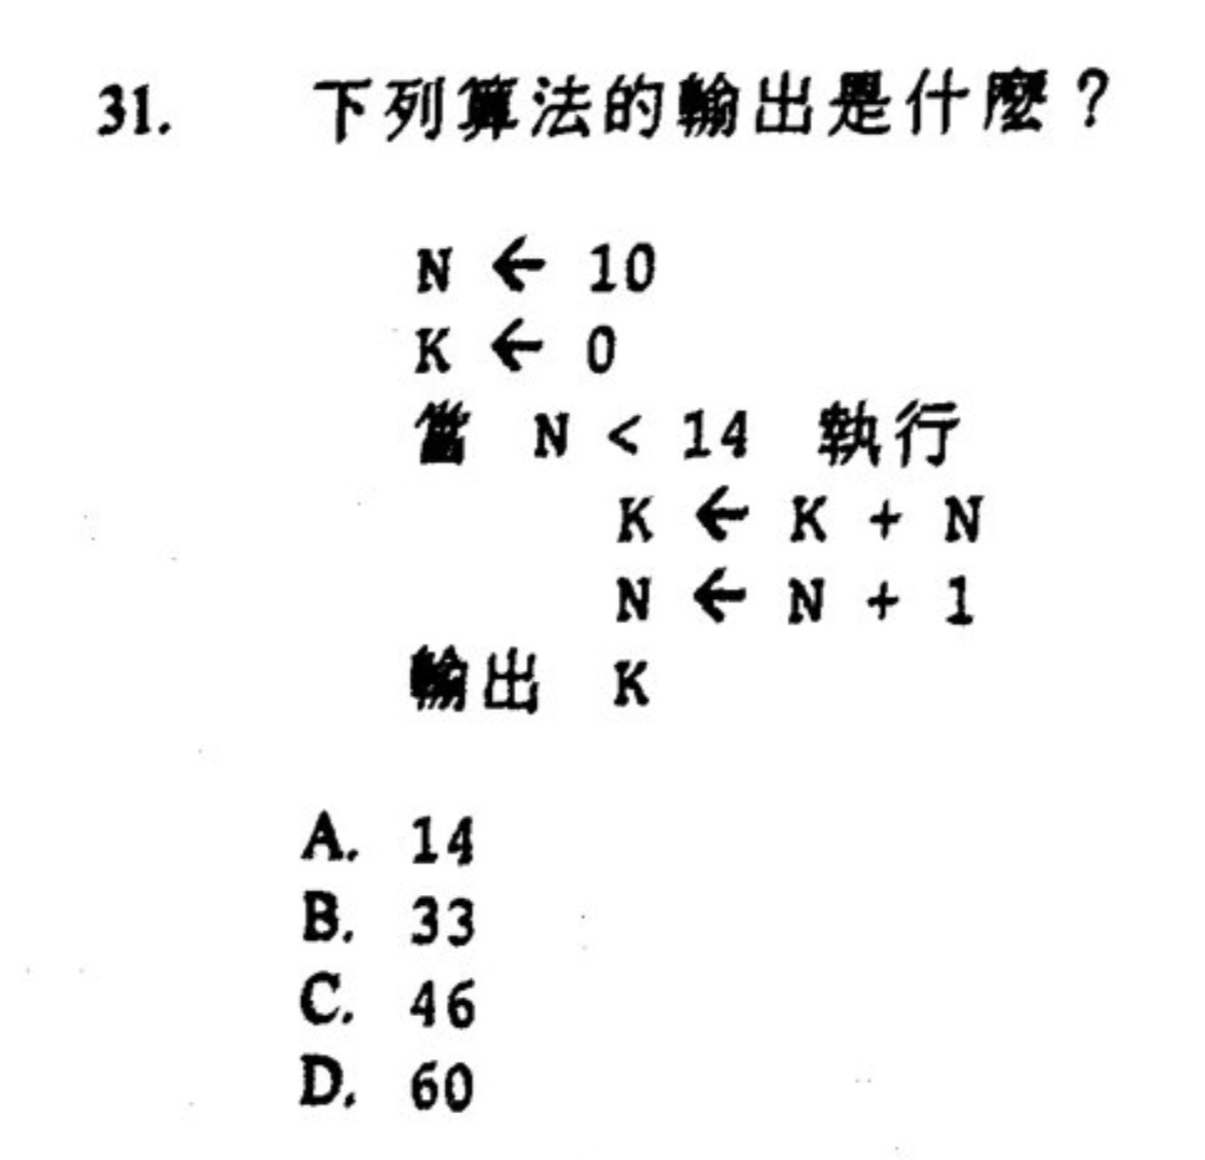 31. 下列算法的輸出是什麼？
N ← 10
K ← 0
當 N < 14 執行
K ← K + N
N ← N + 1
輸出 K
A. 14
B. 33
C. 46
D. 60